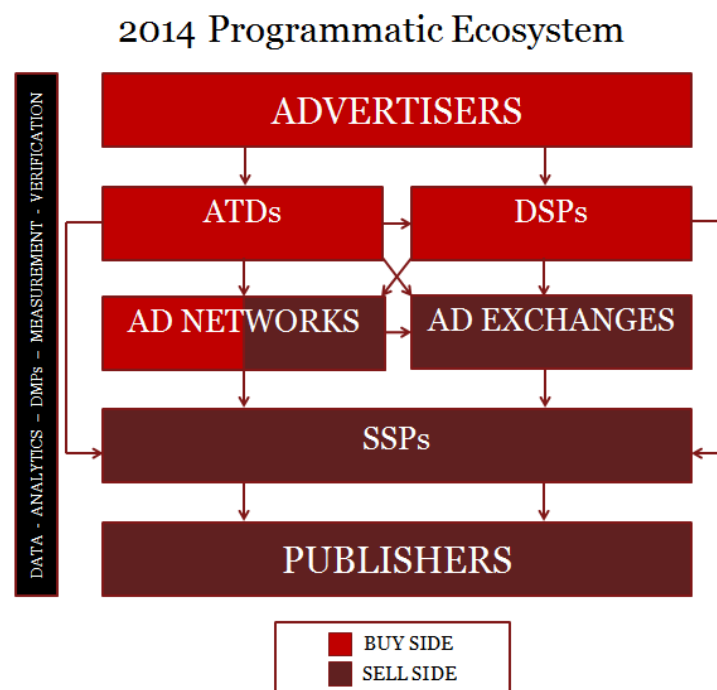 2014 Programmatic Ecosystem
DATA - ANALYTICS – DMPs – MEASUREMENT - VERIFICATION
ADVERTISERS
ATDs
DSPs
AD NETWORKS
AD EXCHANGES
SSPs
PUBLISHERS
BUY SIDE
SELL SIDE